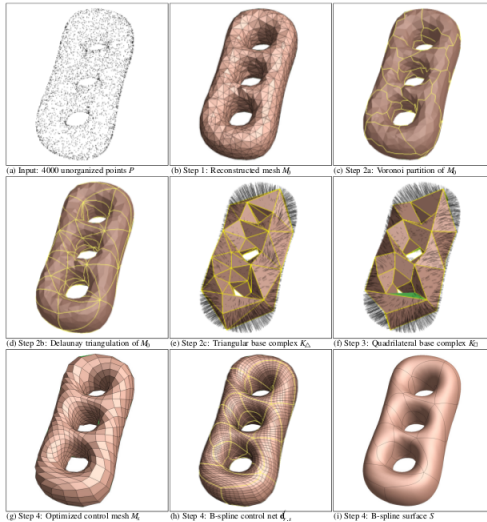 (a) Input: 4000 unorganized points P
(b) Step 1: Reconstructed mesh M₀
(c) Step 2a: Voronoi partition of M₀
(d) Step 2b: Delaunay triangulation of M₀
(e) Step 2c: Triangular base complex K△
(f) Step 3: Quadrilateral base complex K□
(g) Step 4: Optimized control mesh Mₓ
(h) Step 4: B-spline control net d
(i) Step 4: B-spline surface S